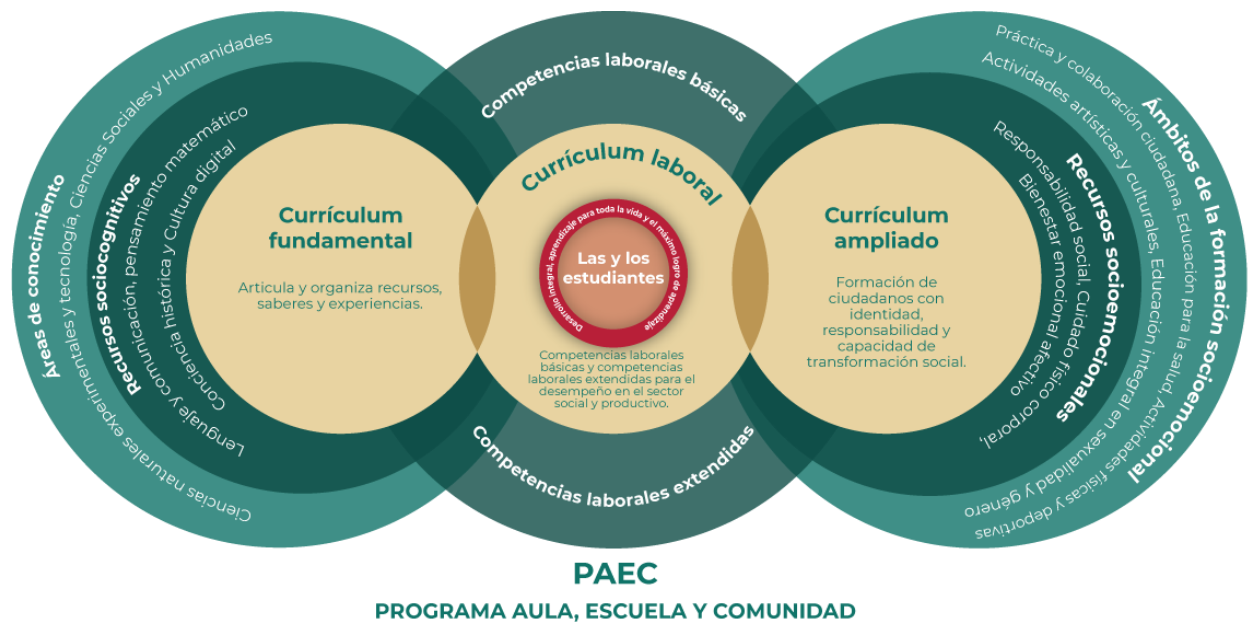 Áreas de conocimiento
Ciencias naturales experimentales y tecnología, Ciencias Sociales y Humanidades
Recursos sociocognitivos
Lenguaje y comunicación, pensamiento matemático
Conciencia histórica y Cultura digital
Currículum
fundamental
Articula y organiza recursos,
saberes y experiencias.
Competencias laborales básicas
Currículum laboral
Desarrollo integral, aprendizaje para toda la vida y el máximo logro de aprendizaje
Las y los
estudiantes
Competencias laborales
básicas y competencias
laborales extendidas para el
desempeño en el sector
social y productivo.
Competencias laborales extendidas
Currículum
ampliado
Formación de
ciudadanos con
identidad,
responsabilidad y
capacidad de
transformación social.
Recursos socioemocionales
Responsabilidad social, Cuidado físico corporal,
Bienestar emocional afectivo
Ámbitos de la formación socioemocional
Práctica y colaboración ciudadana, Educación para la salud, Actividades físicas y deportivas
Actividades artísticas y culturales, Educación integral en sexualidad y género
PAEC
PROGRAMA AULA, ESCUELA Y COMUNIDAD